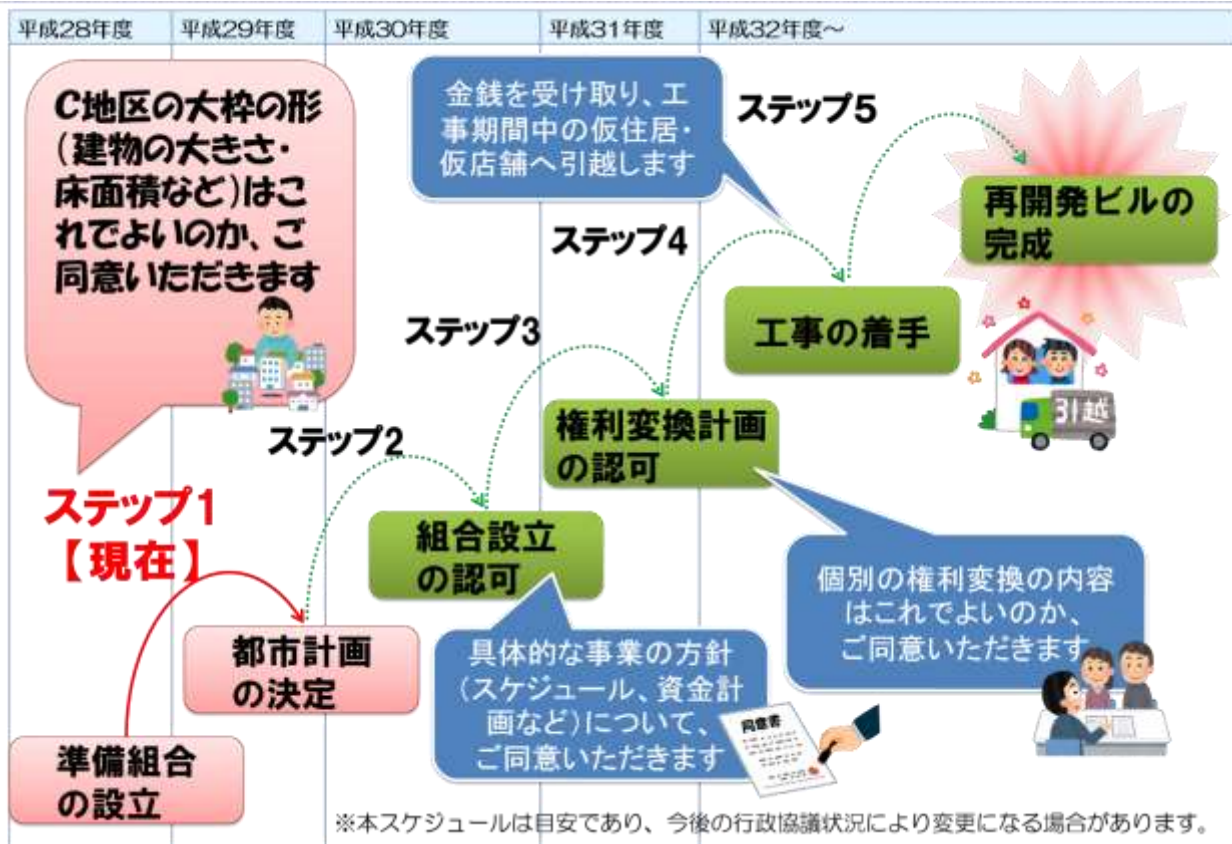 平成28年度
平成29年度
平成30年度
平成31年度
平成32年度～
C地区の大枠の形
(建物の大きさ・
床面積など)はこ
れでよいのか、ご
同意いただきます
金銭を受け取り、工
事期間中の仮住居・
仮店舗へ引越します
ステップ5
再開発ビルの
完成
ステップ4
工事の着手
引越
ステップ3
権利変換計画
の認可
ステップ2
ステップ1
【現在】
組合設立
の認可
個別の権利変換の内容
はこれでよいのか、
ご同意いただきます
都市計画
の決定
具体的な事業の方針
(スケジュール、資金計
画など)について、
ご同意いただきます
同意書
準備組合
の設立
※本スケジュールは目安であり、今後の行政協議状況により変更になる場合があります。